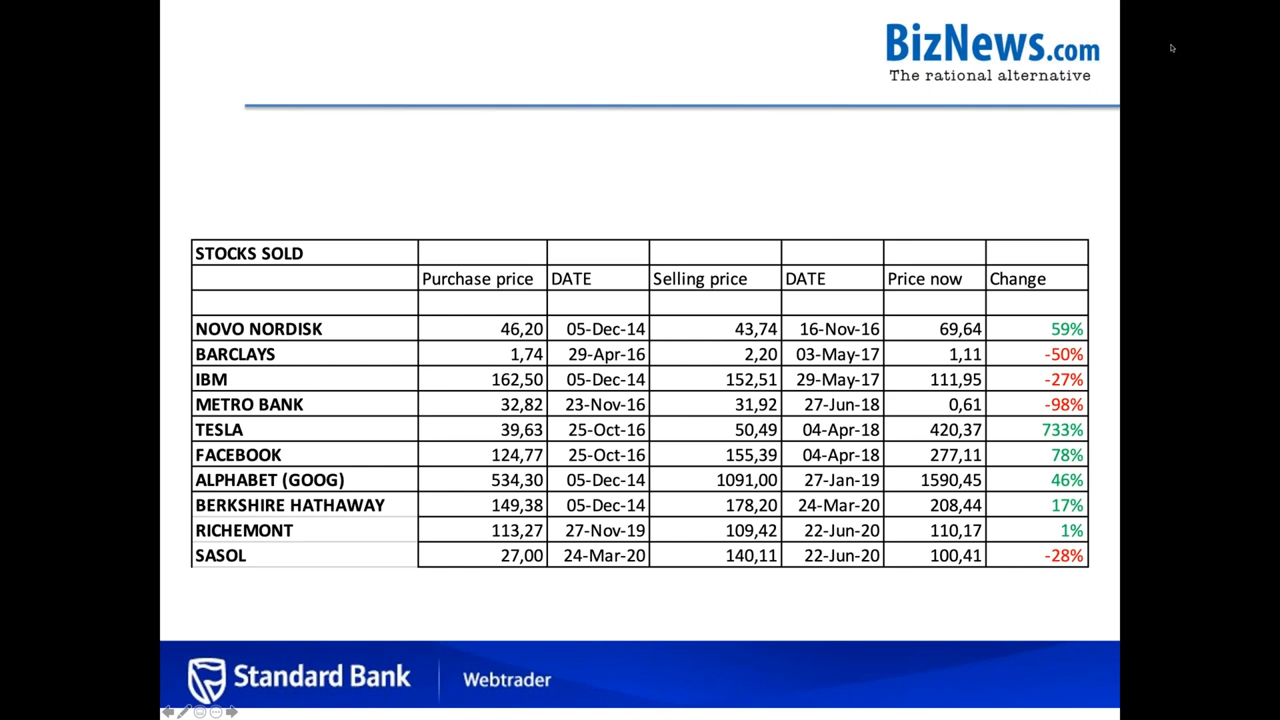 BizNews.com
The rational alternative
STOCKS SOLD
Purchase price DATE Selling price DATE Price now Change
NOVO NORDISK 46,20 05-Dec-14 43,74 16-Nov-16 69,64 59%
BARCLAYS 1,74 29-Apr-16 2,20 03-May-17 1,11 -50%
IBM 162,50 05-Dec-14 152,51 29-May-17 111,95 -27%
METRO BANK 32,82 23-Nov-16 31,92 27-Jun-18 0,61 -98%
TESLA 39,63 25-Oct-16 50,49 04-Apr-18 420,37 733%
FACEBOOK 124,77 25-Oct-16 155,39 04-Apr-18 277,11 78%
ALPHABET (GOOG) 534,30 05-Dec-14 1091,00 27-Jan-19 1590,45 46%
BERKSHIRE HATHAWAY 149,38 05-Dec-14 178,20 24-Mar-20 208,44 17%
RICHEMONT 113,27 27-Nov-19 109,42 22-Jun-20 110,17 1%
SASOL 27,00 24-Mar-20 140,11 22-Jun-20 100,41 -28%
Standard Bank Webtrader